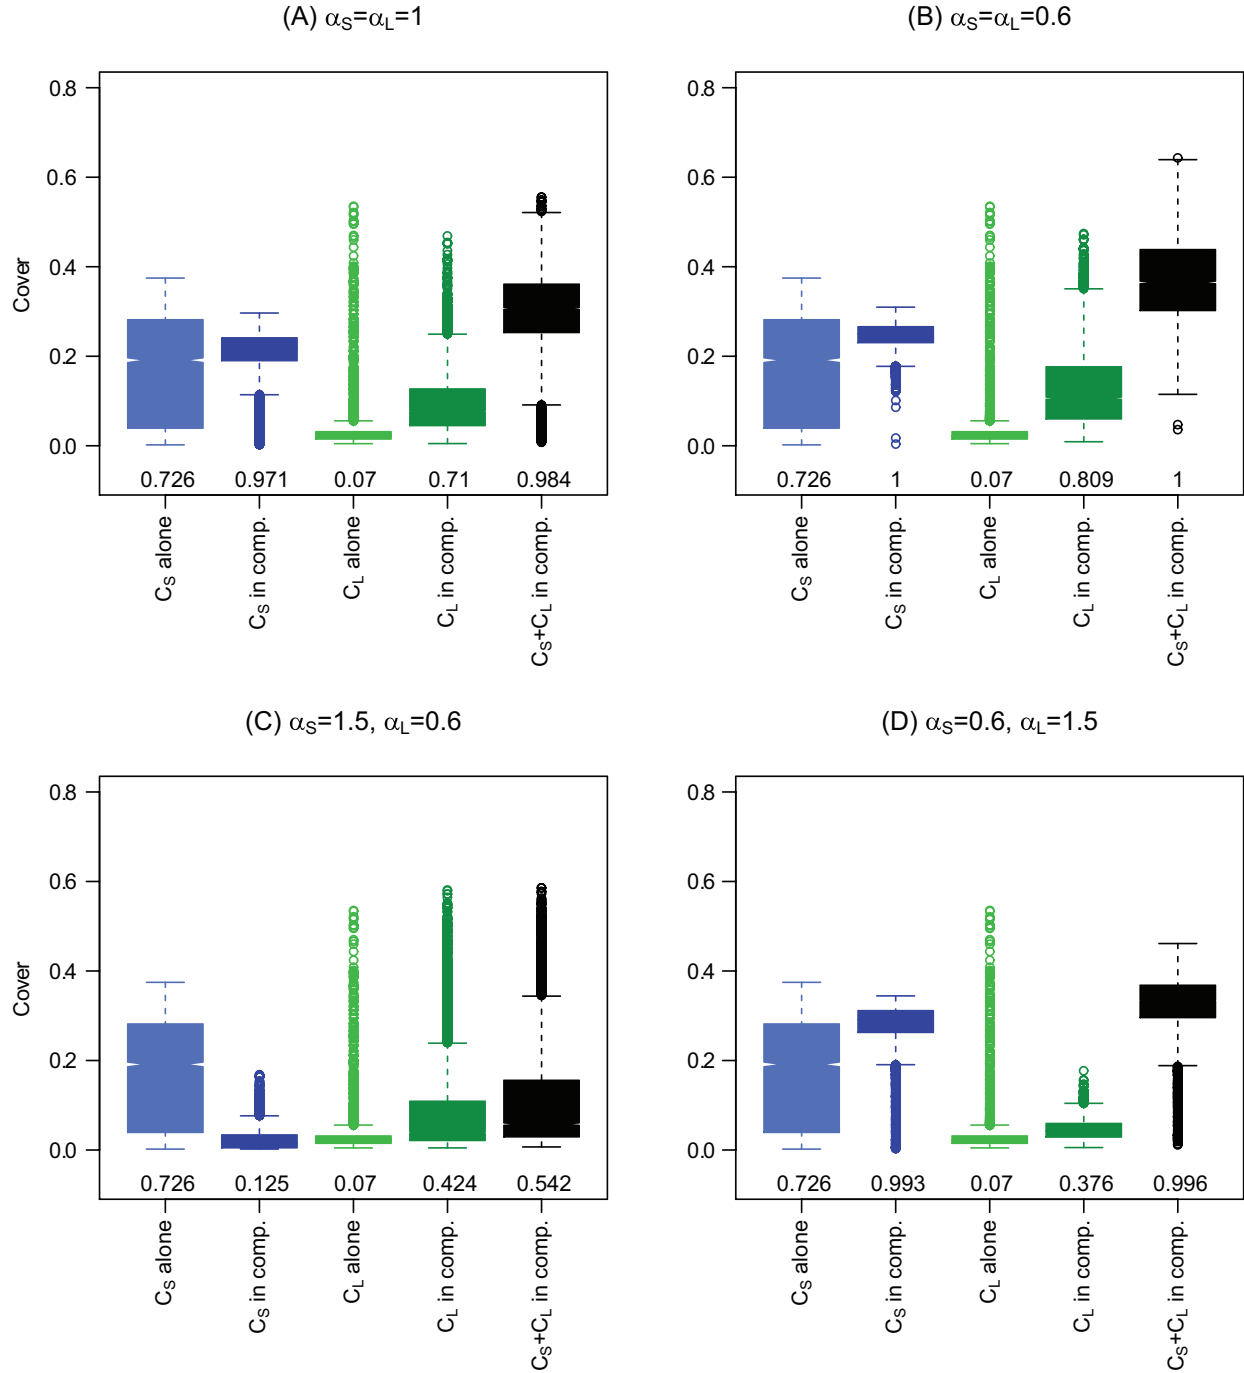 (A) αS=αL=1
0.8
0.6
0.4
0.2
0.0
Cover
0.726 0.971 0.07 0.71 0.984
CS alone
CS in comp.
CL alone
CL in comp.
CS+CL in comp.
(B) αS=αL=0.6
0.8
0.6
0.4
0.2
0.0
0.726 1 0.07 0.809 1
CS alone
CS in comp.
CL alone
CL in comp.
CS+CL in comp.
(C) αS=1.5, αL=0.6
0.8
0.6
0.4
0.2
0.0
Cover
0.726 0.125 0.07 0.424 0.542
CS alone
CS in comp.
CL alone
CL in comp.
CS+CL in comp.
(D) αS=0.6, αL=1.5
0.8
0.6
0.4
0.2
0.0
0.726 0.993 0.07 0.376 0.996
CS alone
CS in comp.
CL alone
CL in comp.
CS+CL in comp.